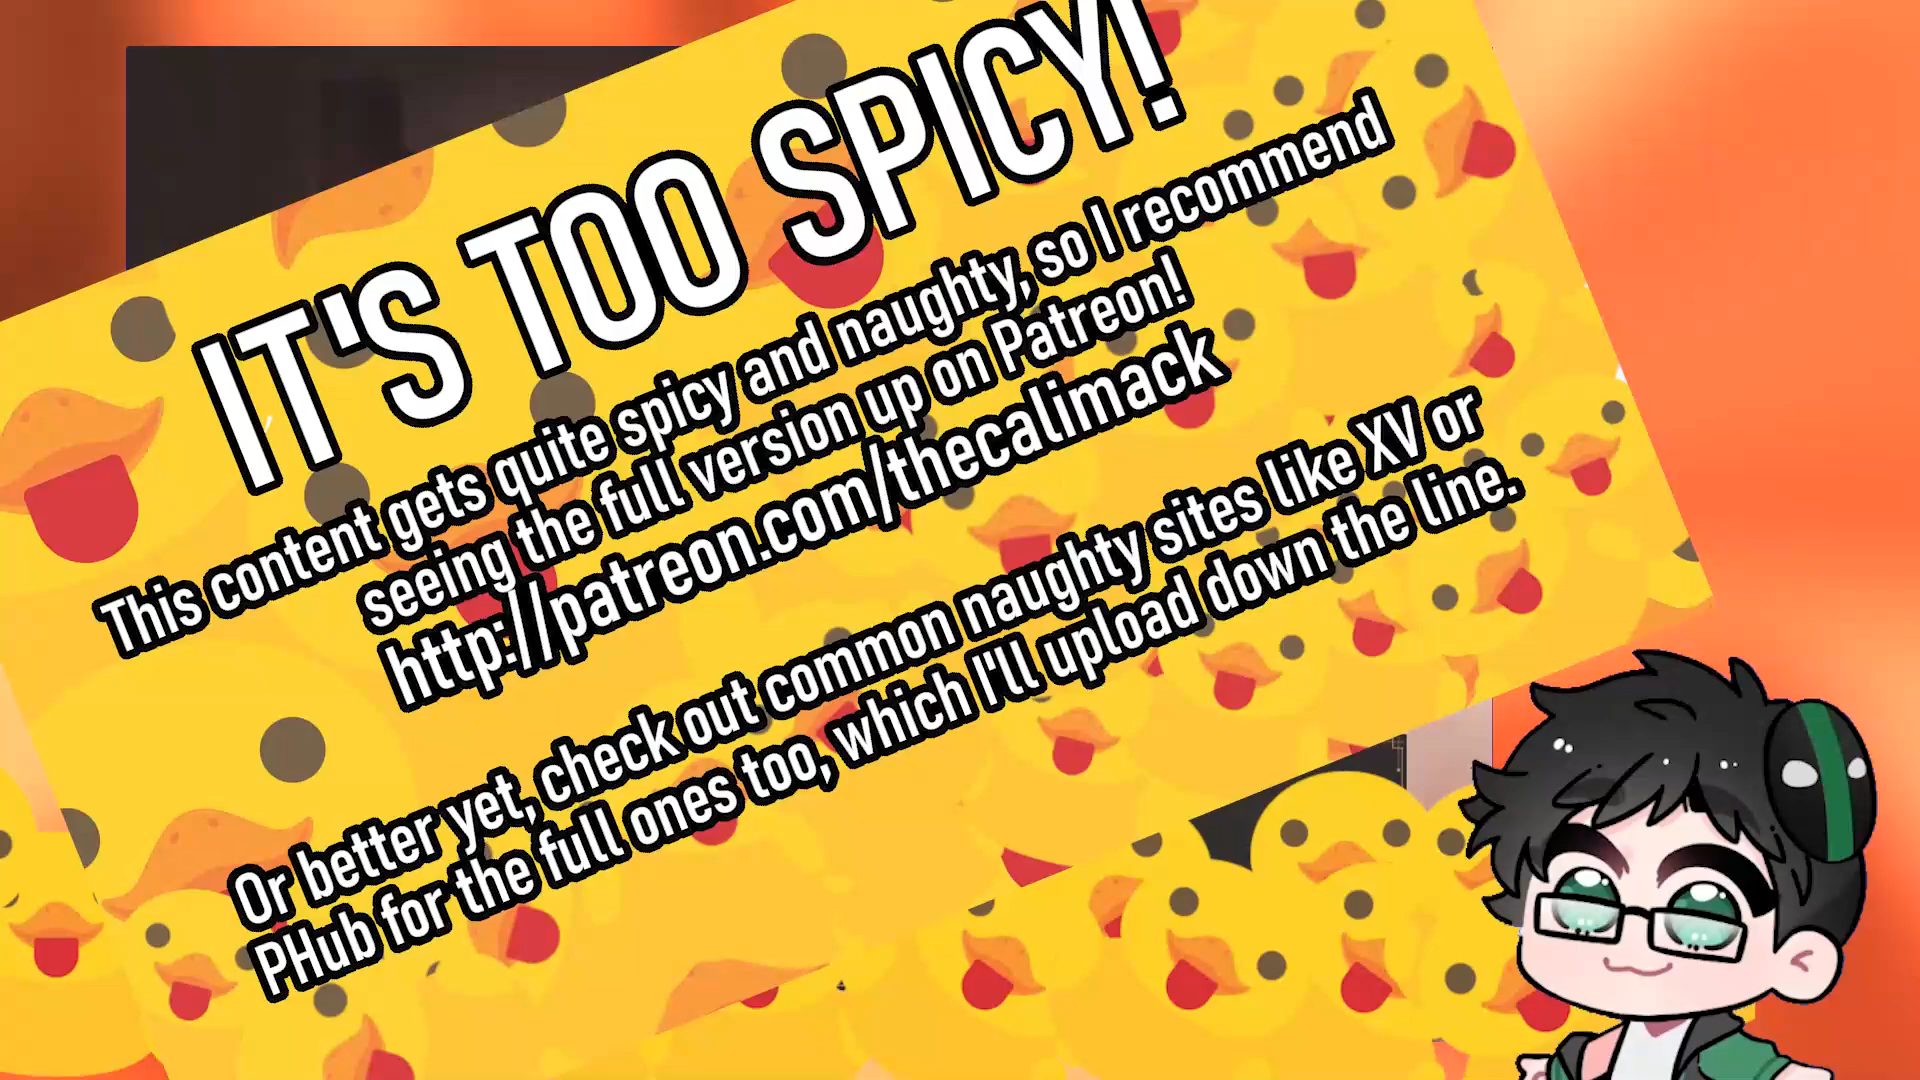 IT'S TOO SPICY!
This content gets quite spicy and naughty, so I recommend
seeing the full version up on Patreon!
http://patreon.com/thecalimack
Or better yet, check out common naughty sites like XV or
PHub for the full ones too, which I'll upload down the line.